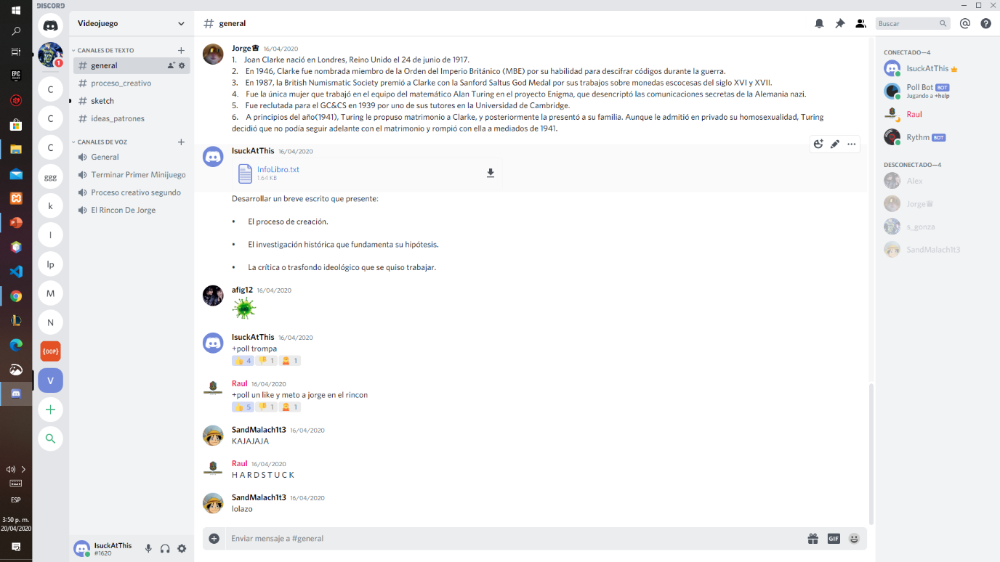 DISCORD
Videojuego
CANALES DE TEXTO
general
proceso_creativo
sketch
ideas_patrones
CANALES DE VOZ
General
Terminar Primer Minijuego
Proceso creativo segundo
El Rincon De Jorge
IsuckAtThis
#1620
EPIC
1
C
C
C
ggg
k
I
lp
M
N
{OOP}
V
ESP
3:50 p. m.
20/04/2020
# general
Buscar
Jorge♕ 16/04/2020
1. Joan Clarke nació en Londres, Reino Unido el 24 de junio de 1917.
2. En 1946, Clarke fue nombrada miembro de la Orden del Imperio Británico (MBE) por su habilidad para descifrar códigos durante la guerra.
3. En 1987, la British Numismatic Society premió a Clarke con la Sanford Saltus God Medal por sus trabajos sobre monedas escocesas del siglo XVI y XVII.
4. Fue la única mujer que trabajó en el equipo del matemático Alan Turing en el proyecto Enigma, que desencriptó las comunicaciones secretas de la Alemania nazi.
5. Fue reclutada para el GC&CS en 1939 por uno de sus tutores en la Universidad de Cambridge.
6. A principios del año(1941), Turing le propuso matrimonio a Clarke, y posteriormente la presentó a su familia. Aunque le admitió en privado su homosexualidad, Turing
decidió que no podía seguir adelante con el matrimonio y rompió con ella a mediados de 1941.
IsuckAtThis 16/04/2020
InfoLibro.txt
1.64 KB
Desarrollar un breve escrito que presente:
• El proceso de creación.
• El investigación histórica que fundamenta su hipótesis.
• La crítica o trasfondo ideológico que se quiso trabajar.
afig12 16/04/2020
IsuckAtThis 16/04/2020
+poll trompa
4 1 1
Raul 16/04/2020
+poll un like y meto a jorge en el rincon
5 1 1
SandMalach1t3 16/04/2020
KAJAJAJA
Raul 16/04/2020
H A R D S T U C K
SandMalach1t3 16/04/2020
lolazo
Enviar mensaje a #general
GIF
CONECTADO—4
IsuckAtThis
Poll Bot BOT
Jugando a +help
Raul
Rythm BOT
DESCONECTADO—4
Alex
Jorge♕
s_gonza
SandMalach1t3